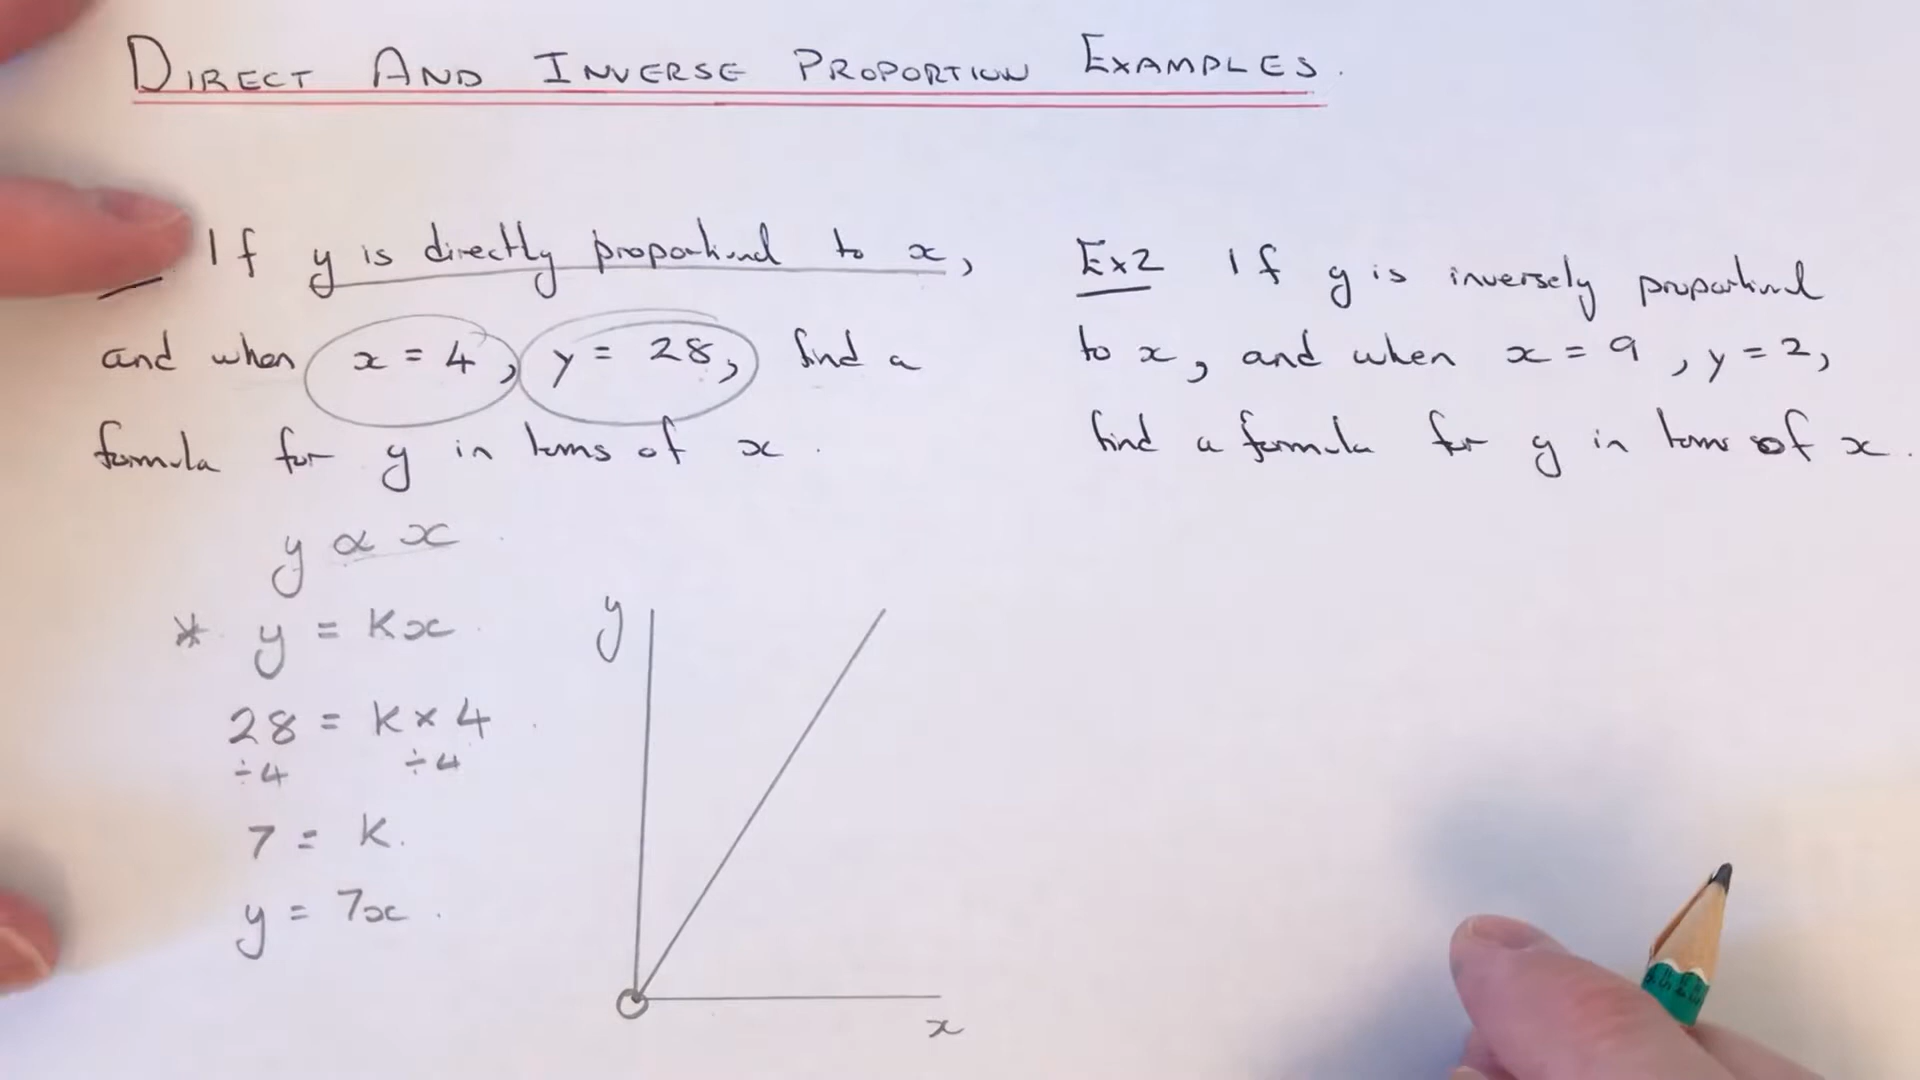 DIRECT AND INVERSE PROPORTION EXAMPLES.
If y is directly proportional to x,
and when x = 4, y = 28, find a
formula for y in terms of x.
y ∝ x
* y = kx
28 = k × 4
÷4 ÷4
7 = k.
y = 7x.
y
x
Ex2 If y is inversely proportional
to x, and when x = 9, y = 2,
find a formula for y in terms of x.